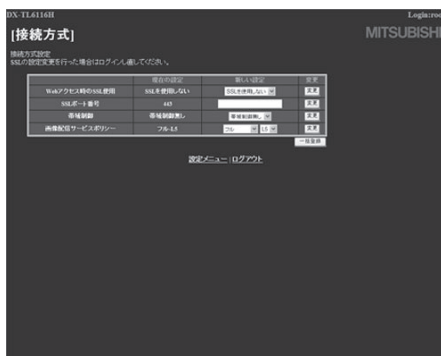 DX-TL6116H
Login:roo
[接続方式]
MITSUBISHI
接続方式設定
SSLの設定変更を行った場合はログインし直してください。
現在の設定 新しい設定 変更
Webアクセス時のSSL使用 SSLを使用しない SSLを使用しない 変更
SSLポート番号 443 変更
帯域制御 帯域制御無し 帯域制御無し 変更
画像配信サービスポリシー フル-1.5 フル 1.5 変更
一括登録
設定メニュー | ログアウト